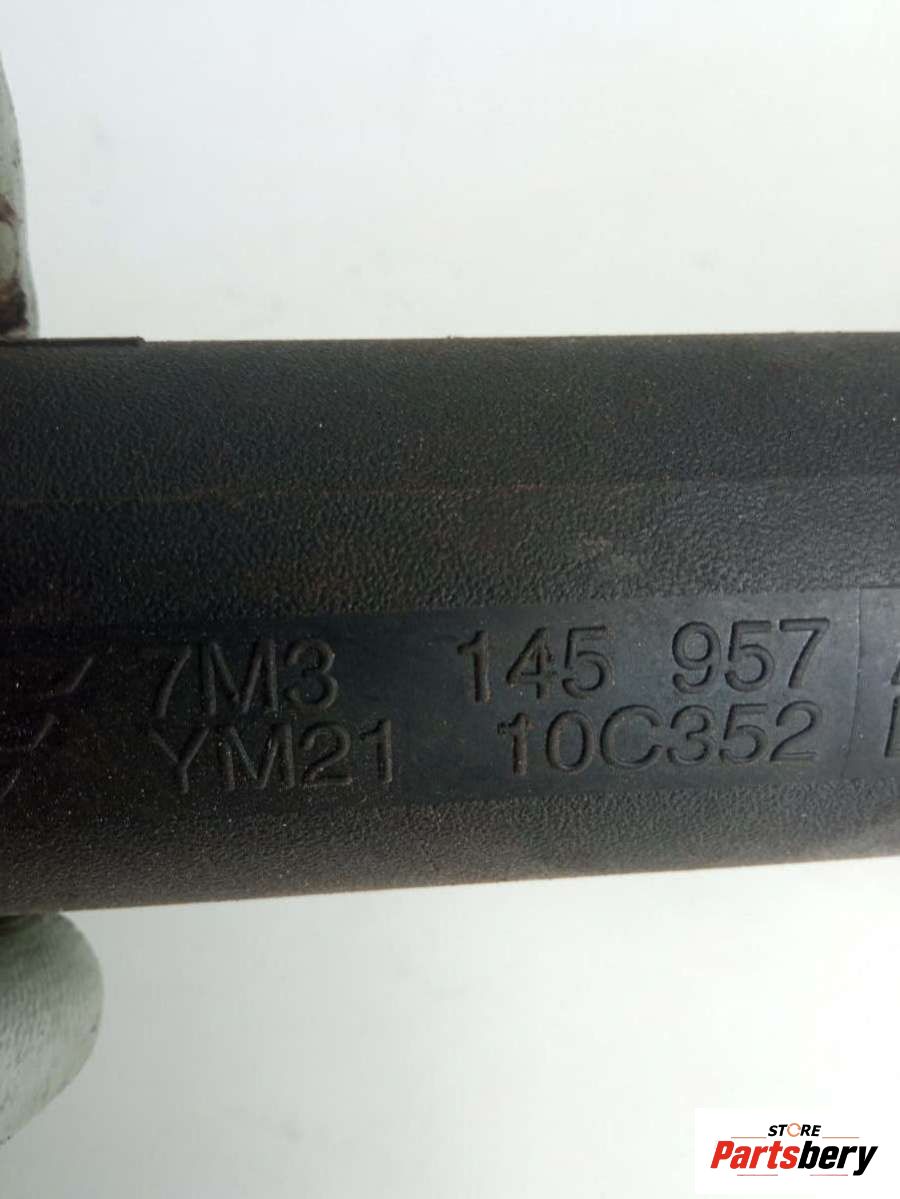 7M3 145 957
YM21 10C352
STORE
Partsbery